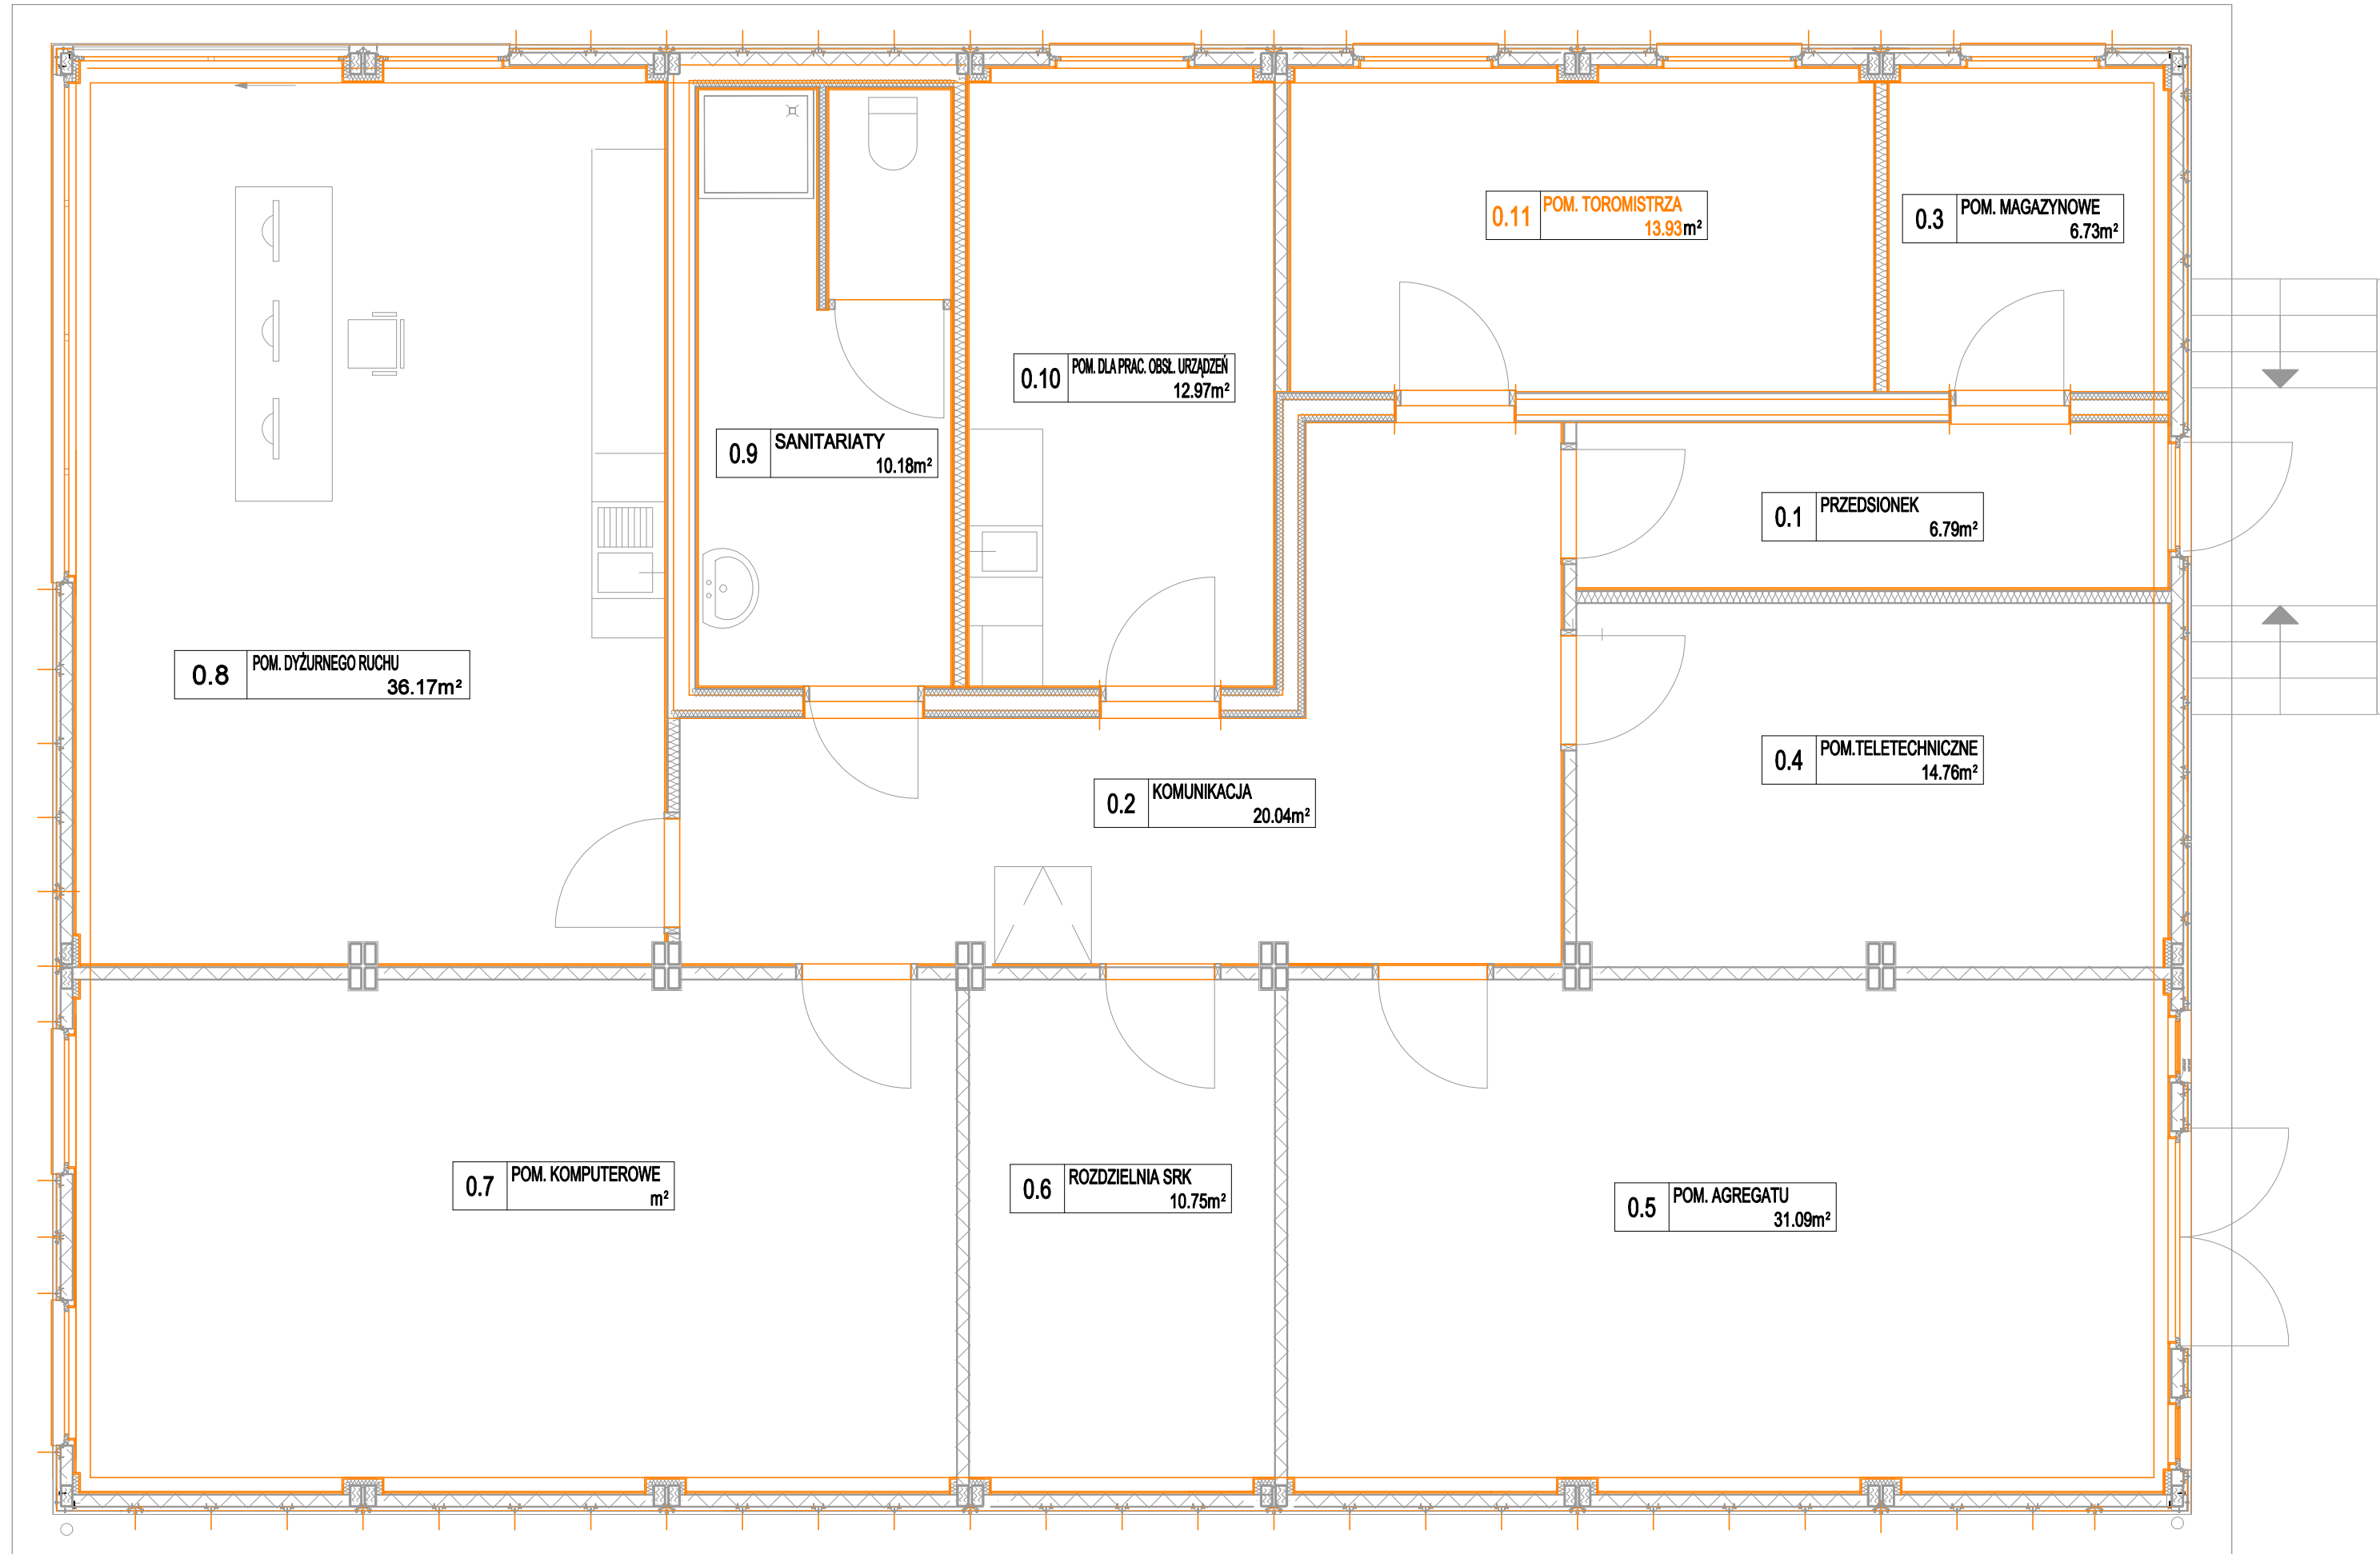 0.11 POM. TOROMISTRZA
13.93m²
0.3 POM. MAGAZYNOWE
6.73m²
0.10 POM. DLA PRAC. OBSŁ. URZĄDZEŃ
12.97m²
0.9 SANITARIATY
10.18m²
0.1 PRZEDSIONEK
6.79m²
0.8 POM. DYŻURNEGO RUCHU
36.17m²
0.4 POM.TELETECHNICZNE
14.76m²
0.2 KOMUNIKACJA
20.04m²
0.7 POM. KOMPUTEROWE
m²
0.6 ROZDZIELNIA SRK
10.75m²
0.5 POM. AGREGATU
31.09m²